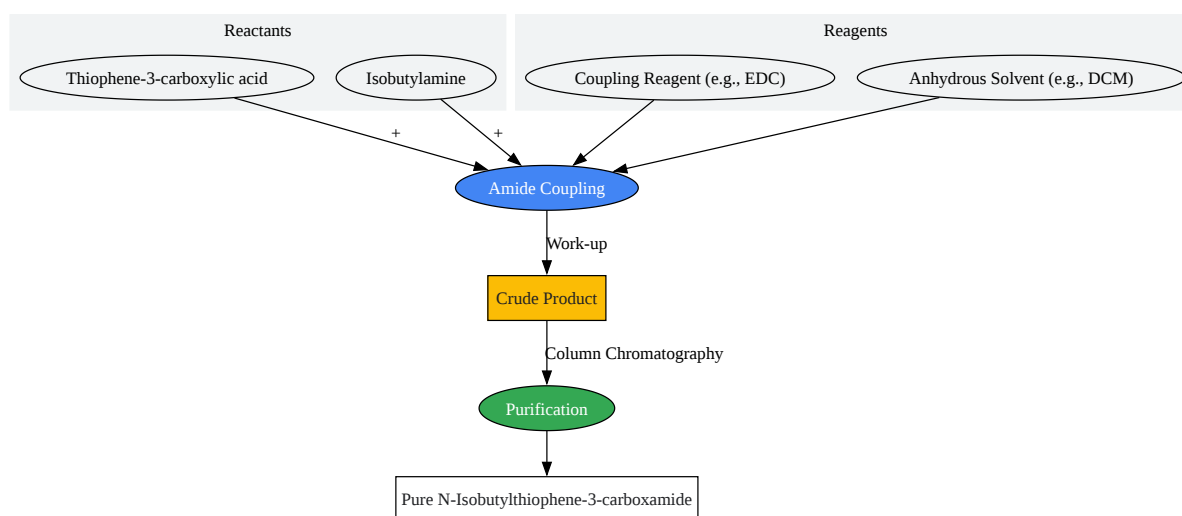 Reactants
Reagents
Thiophene-3-carboxylic acid
Isobutylamine
Coupling Reagent (e.g., EDC)
Anhydrous Solvent (e.g., DCM)
+
+
Amide Coupling
Work-up
Crude Product
Column Chromatography
Purification
Pure N-Isobutylthiophene-3-carboxamide